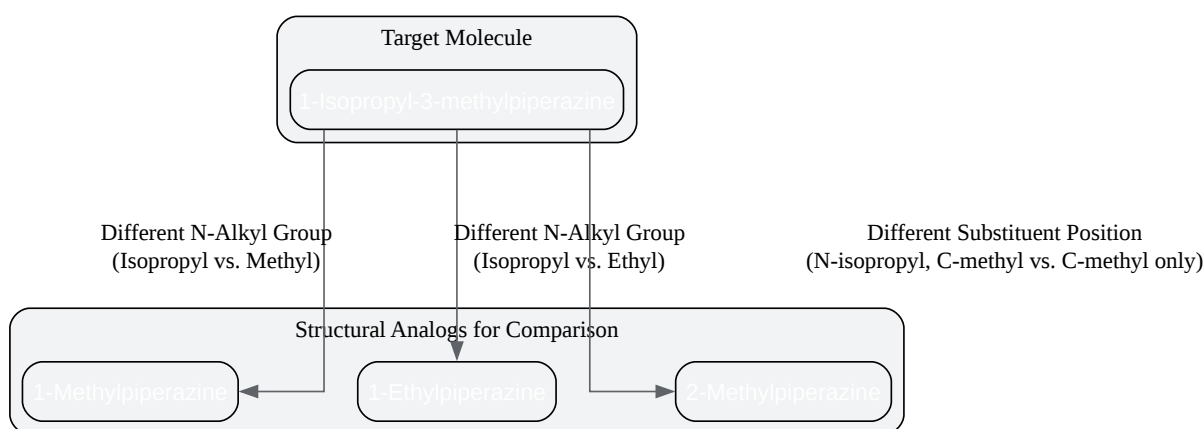 Target Molecule
1-Isopropyl-3-methylpiperazine
Different N-Alkyl Group
(Isopropyl vs. Methyl)
Different N-Alkyl Group
(Isopropyl vs. Ethyl)
Different Substituent Position
(N-isopropyl, C-methyl vs. C-methyl only)
Structural Analogs for Comparison
1-Methylpiperazine
1-Ethylpiperazine
2-Methylpiperazine